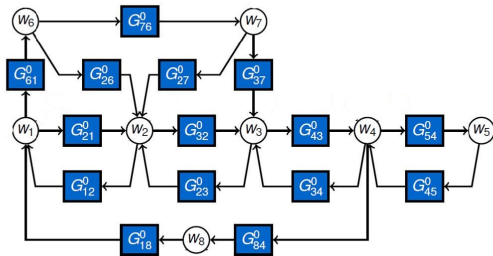 w₆ G⁰₇₆ w₇
G⁰₆₁ G⁰₂₆ G⁰₂₇ G⁰₃₇
w₁ G⁰₂₁ w₂ G⁰₃₂ w₃ G⁰₄₃ w₄ G⁰₅₄ w₅
G⁰₁₂ G⁰₂₃ G⁰₃₄ G⁰₄₅
G⁰₁₈ w₈ G⁰₈₄